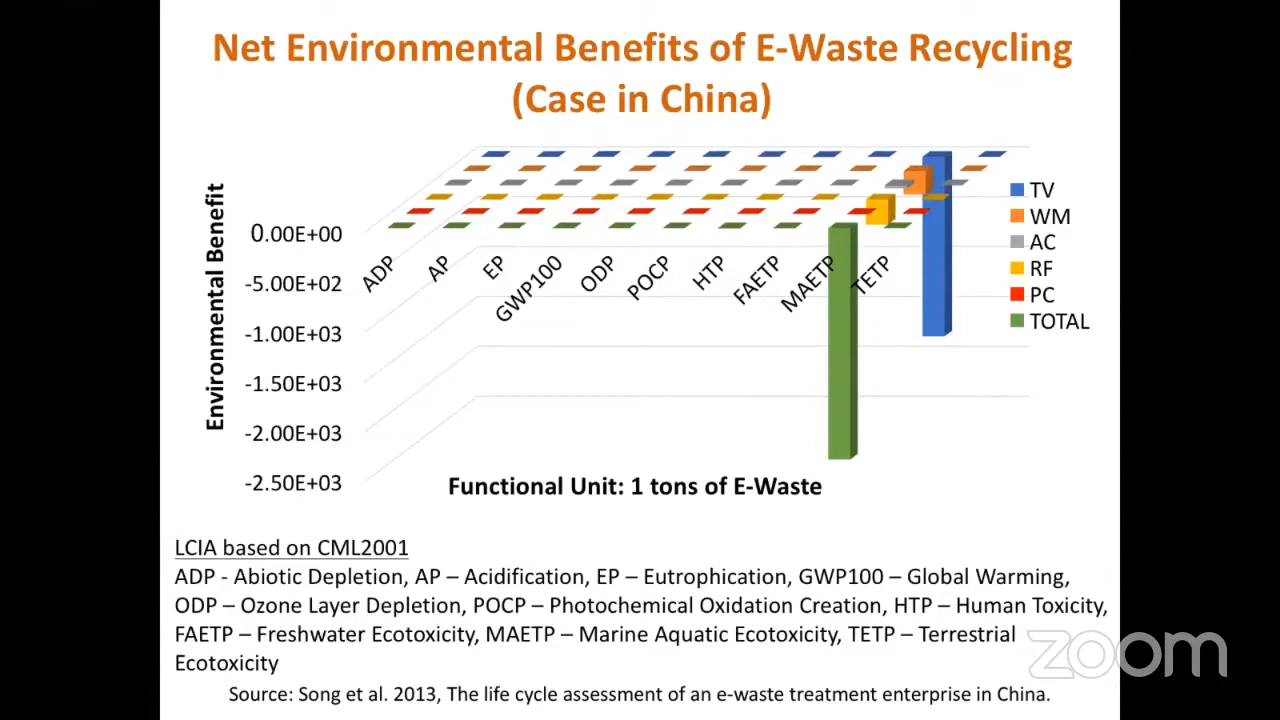 Net Environmental Benefits of E-Waste Recycling
(Case in China)
Environmental Benefit
0.00E+00
-5.00E+02
-1.00E+03
-1.50E+03
-2.00E+03
-2.50E+03
ADP
AP
EP
GWP100
ODP
POCP
HTP
FAETP
MAETP
TETP
TV
WM
AC
RF
PC
TOTAL
Functional Unit: 1 tons of E-Waste
LCIA based on CML2001
ADP - Abiotic Depletion, AP – Acidification, EP – Eutrophication, GWP100 – Global Warming,
ODP – Ozone Layer Depletion, POCP – Photochemical Oxidation Creation, HTP – Human Toxicity,
FAETP – Freshwater Ecotoxicity, MAETP – Marine Aquatic Ecotoxicity, TETP – Terrestrial
Ecotoxicity
zoom
Source: Song et al. 2013, The life cycle assessment of an e-waste treatment enterprise in China.